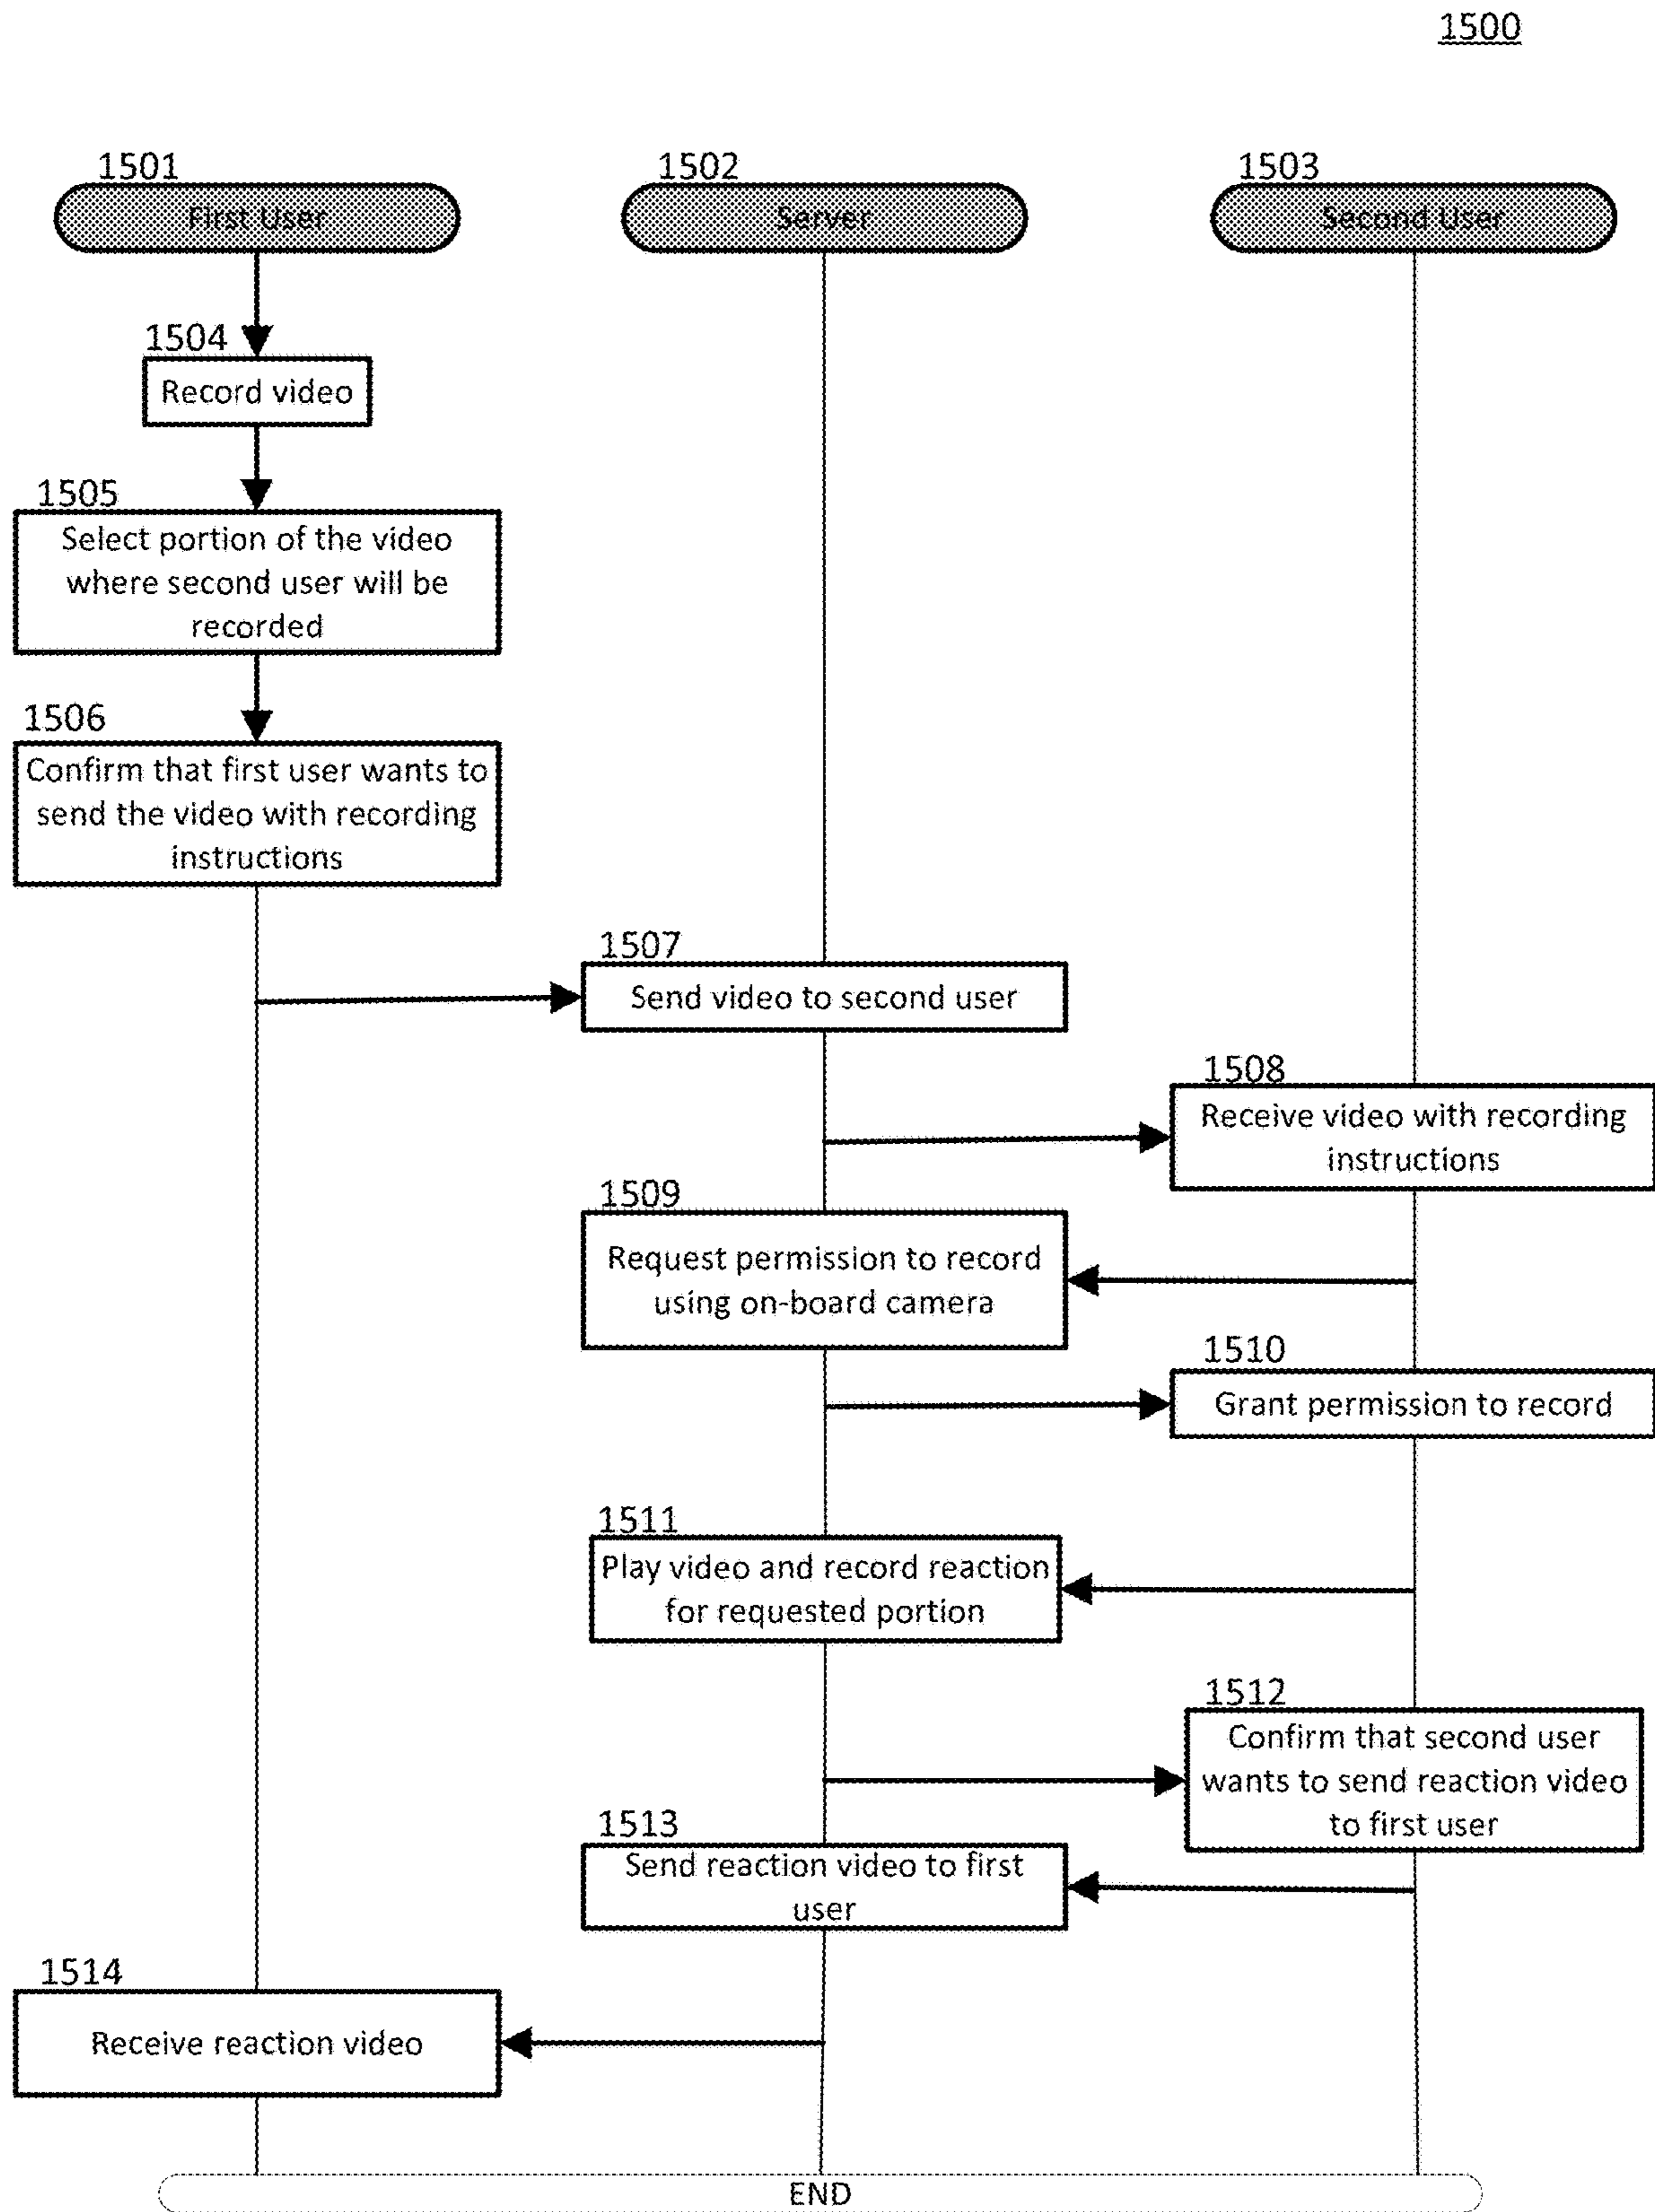 1500
1501
First User
1502
Server
1503
Second User
1504
Record video
1505
Select portion of the video
where second user will be
recorded
1506
Confirm that first user wants to
send the video with recording
instructions
1507
Send video to second user
1508
Receive video with recording
instructions
1509
Request permission to record
using on-board camera
1510
Grant permission to record
1511
Play video and record reaction
for requested portion
1512
Confirm that second user
wants to send reaction video
to first user
1513
Send reaction video to first
user
1514
Receive reaction video
END